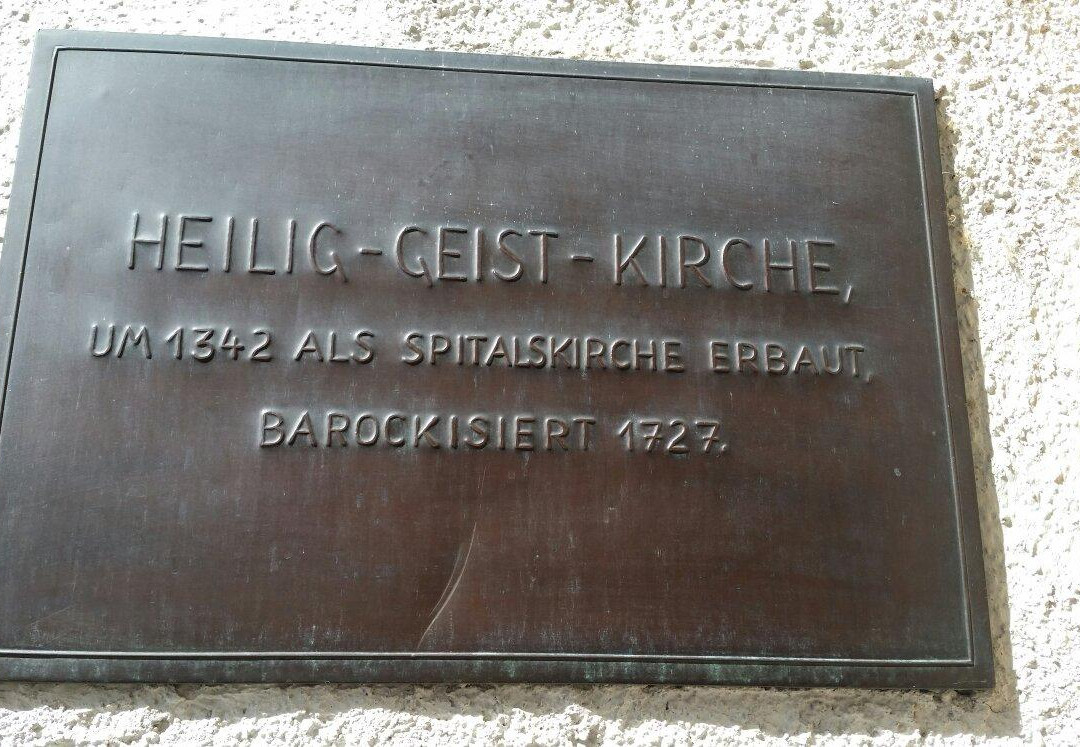 HEILIG-GEIST-KIRCHE,
UM 1342 ALS SPITALSKIRCHE ERBAUT,
BAROCKISIERT 1727.